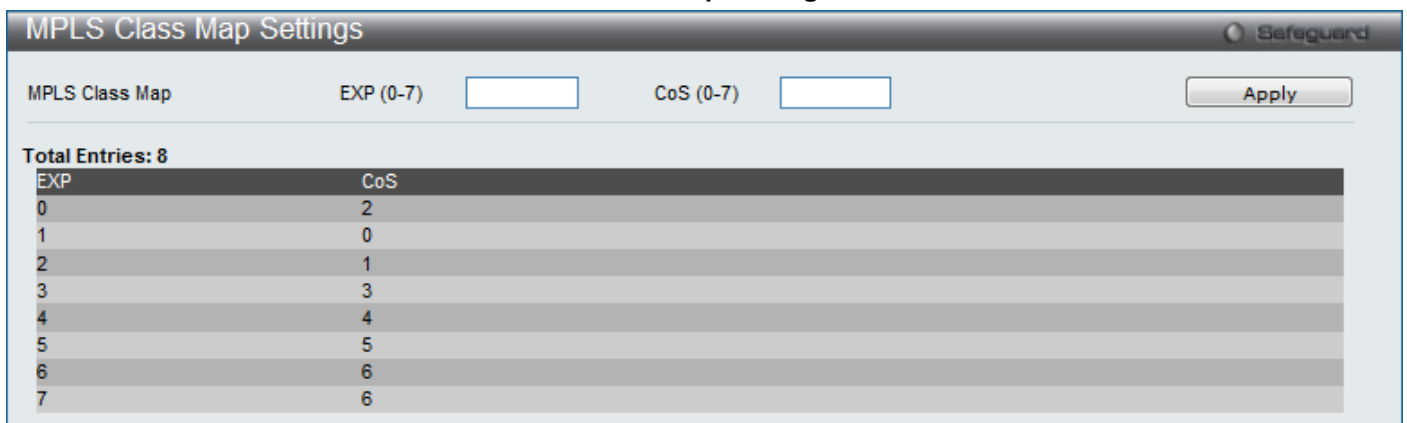 MPLS Class Map Settings
Safeguard
MPLS Class Map EXP (0-7) CoS (0-7) Apply
Total Entries: 8
EXP CoS
0 2
1 0
2 1
3 3
4 4
5 5
6 6
7 6